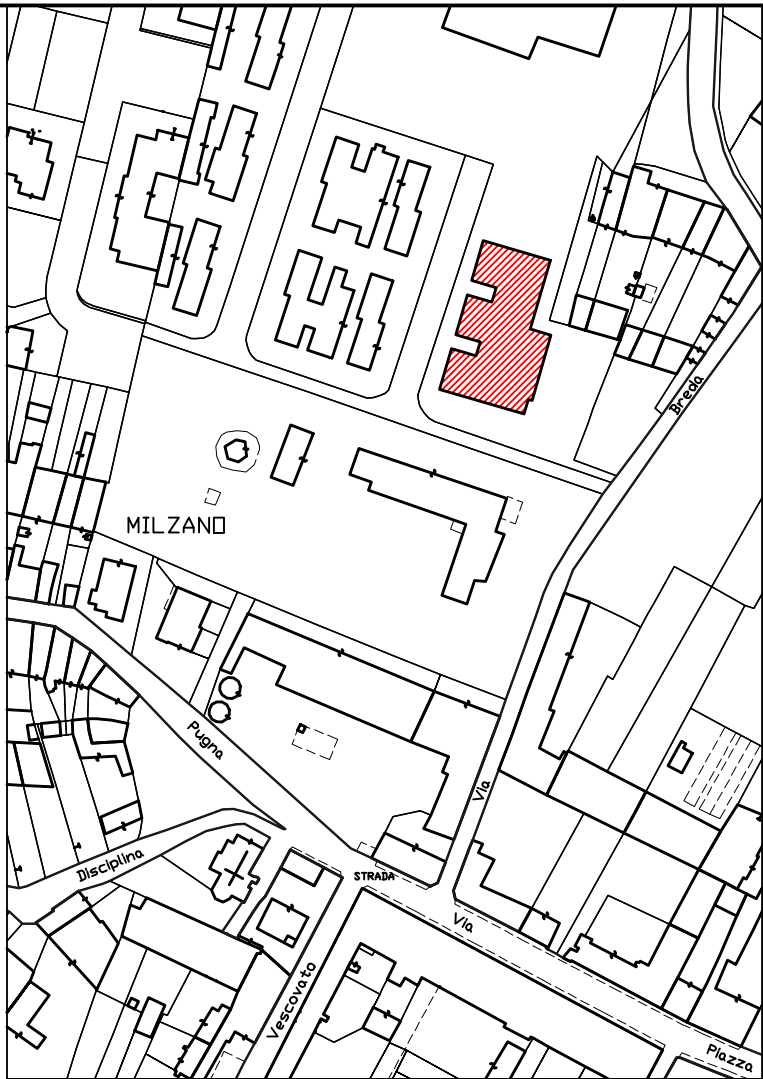 Breda
MILZANO
Pugna
Via
Disciplina
STRADA
Via
Vescovato
Piazza